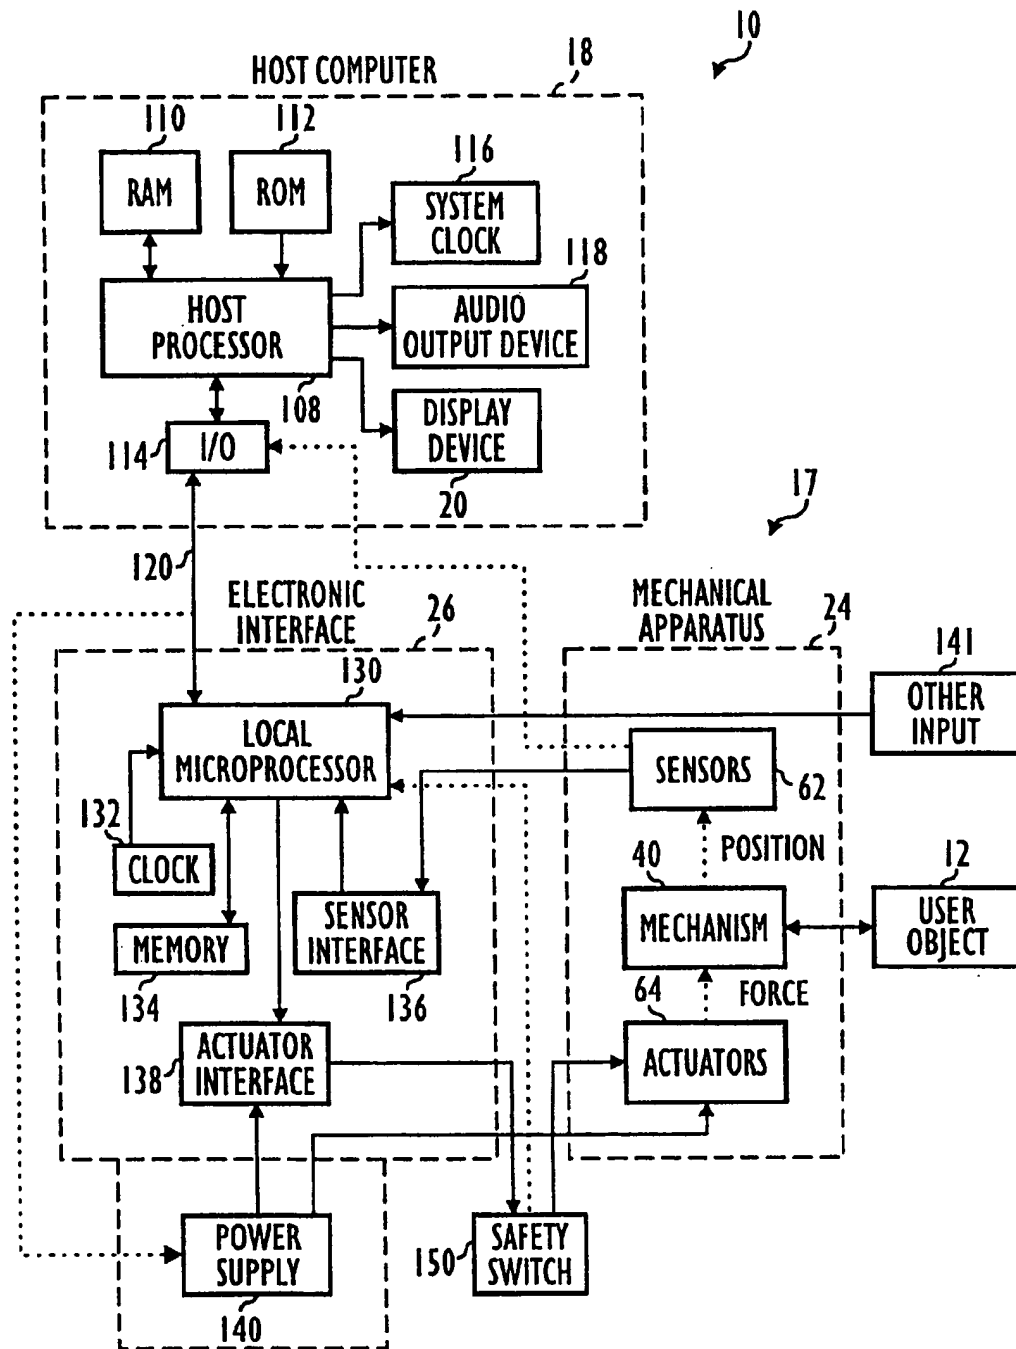 10
HOST COMPUTER
18
110
112
116
RAM
ROM
SYSTEM
CLOCK
118
HOST
PROCESSOR
AUDIO
OUTPUT DEVICE
108
DISPLAY
DEVICE
114
I/O
20
17
120
ELECTRONIC
INTERFACE
26
MECHANICAL
APPARATUS
24
141
OTHER
INPUT
130
LOCAL
MICROPROCESSOR
SENSORS
62
132
CLOCK
POSITION
40
12
SENSOR
INTERFACE
MECHANISM
USER
OBJECT
MEMORY
134
136
64
FORCE
138
ACTUATOR
INTERFACE
ACTUATORS
POWER
SUPPLY
150
SAFETY
SWITCH
140